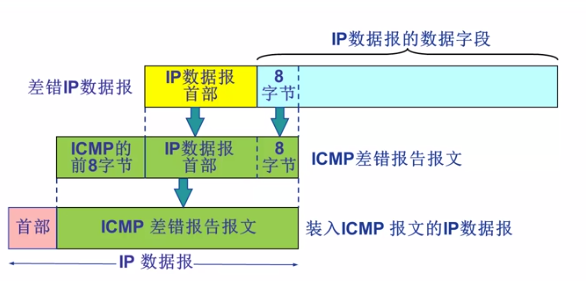 IP数据报的数据字段
差错IP数据报
IP数据报
首部
8
字节
ICMP的
前8字节
IP数据报
首部
8
字节
ICMP差错报告报文
首部
ICMP 差错报告报文
装入ICMP 报文的IP数据报
IP 数据报